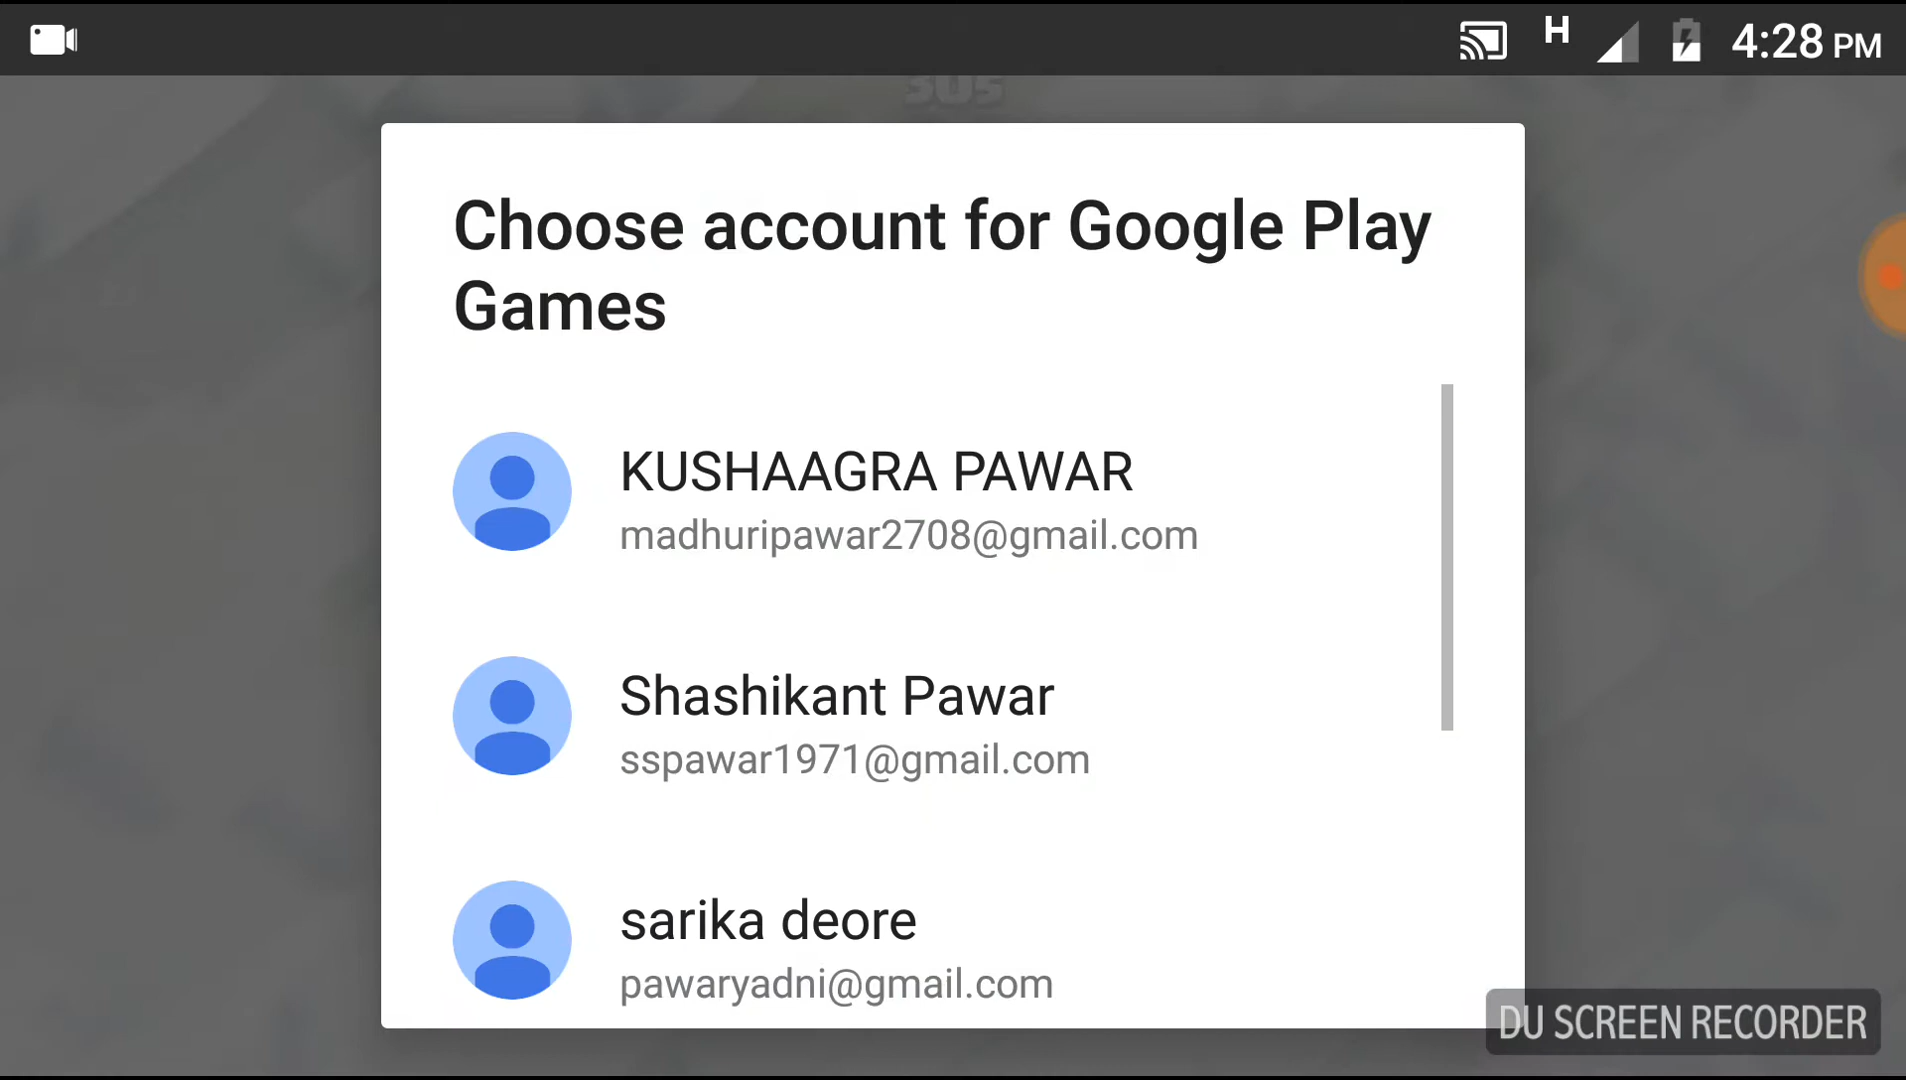 H 4:28 PM
30s
Choose account for Google Play
Games
KUSHAAGRA PAWAR
madhuripawar2708@gmail.com
Shashikant Pawar
sspawar1971@gmail.com
sarika deore
pawaryadni@gmail.com
DU SCREEN RECORDER